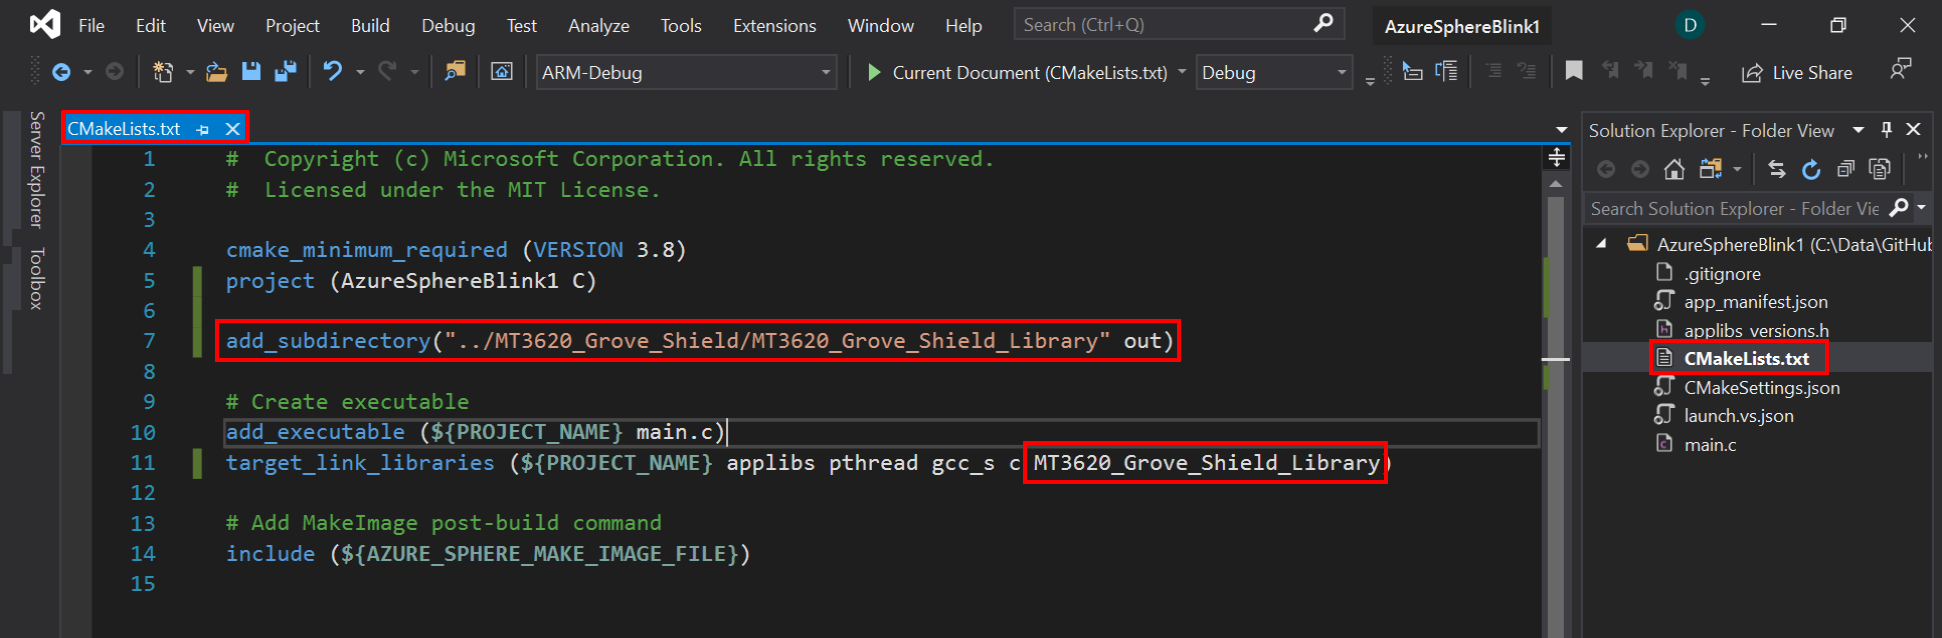 File Edit View Project Build Debug Test Analyze Tools Extensions Window Help Search (Ctrl+Q) AzureSphereBlink1 D
ARM-Debug Current Document (CMakeLists.txt) Debug Live Share
Server Explorer
Toolbox
CMakeLists.txt
1 # Copyright (c) Microsoft Corporation. All rights reserved.
2 # Licensed under the MIT License.
3
4 cmake_minimum_required (VERSION 3.8)
5 project (AzureSphereBlink1 C)
6
7 add_subdirectory("../MT3620_Grove_Shield/MT3620_Grove_Shield_Library" out)
8
9 # Create executable
10 add_executable (${PROJECT_NAME} main.c)
11 target_link_libraries (${PROJECT_NAME} applibs pthread gcc_s c MT3620_Grove_Shield_Library)
12
13 # Add MakeImage post-build command
14 include (${AZURE_SPHERE_MAKE_IMAGE_FILE})
15
Solution Explorer - Folder View
Search Solution Explorer - Folder Vie
AzureSphereBlink1 (C:\Data\GitHub
.gitignore
app_manifest.json
applibs_versions.h
CMakeLists.txt
CMakeSettings.json
launch.vs.json
main.c